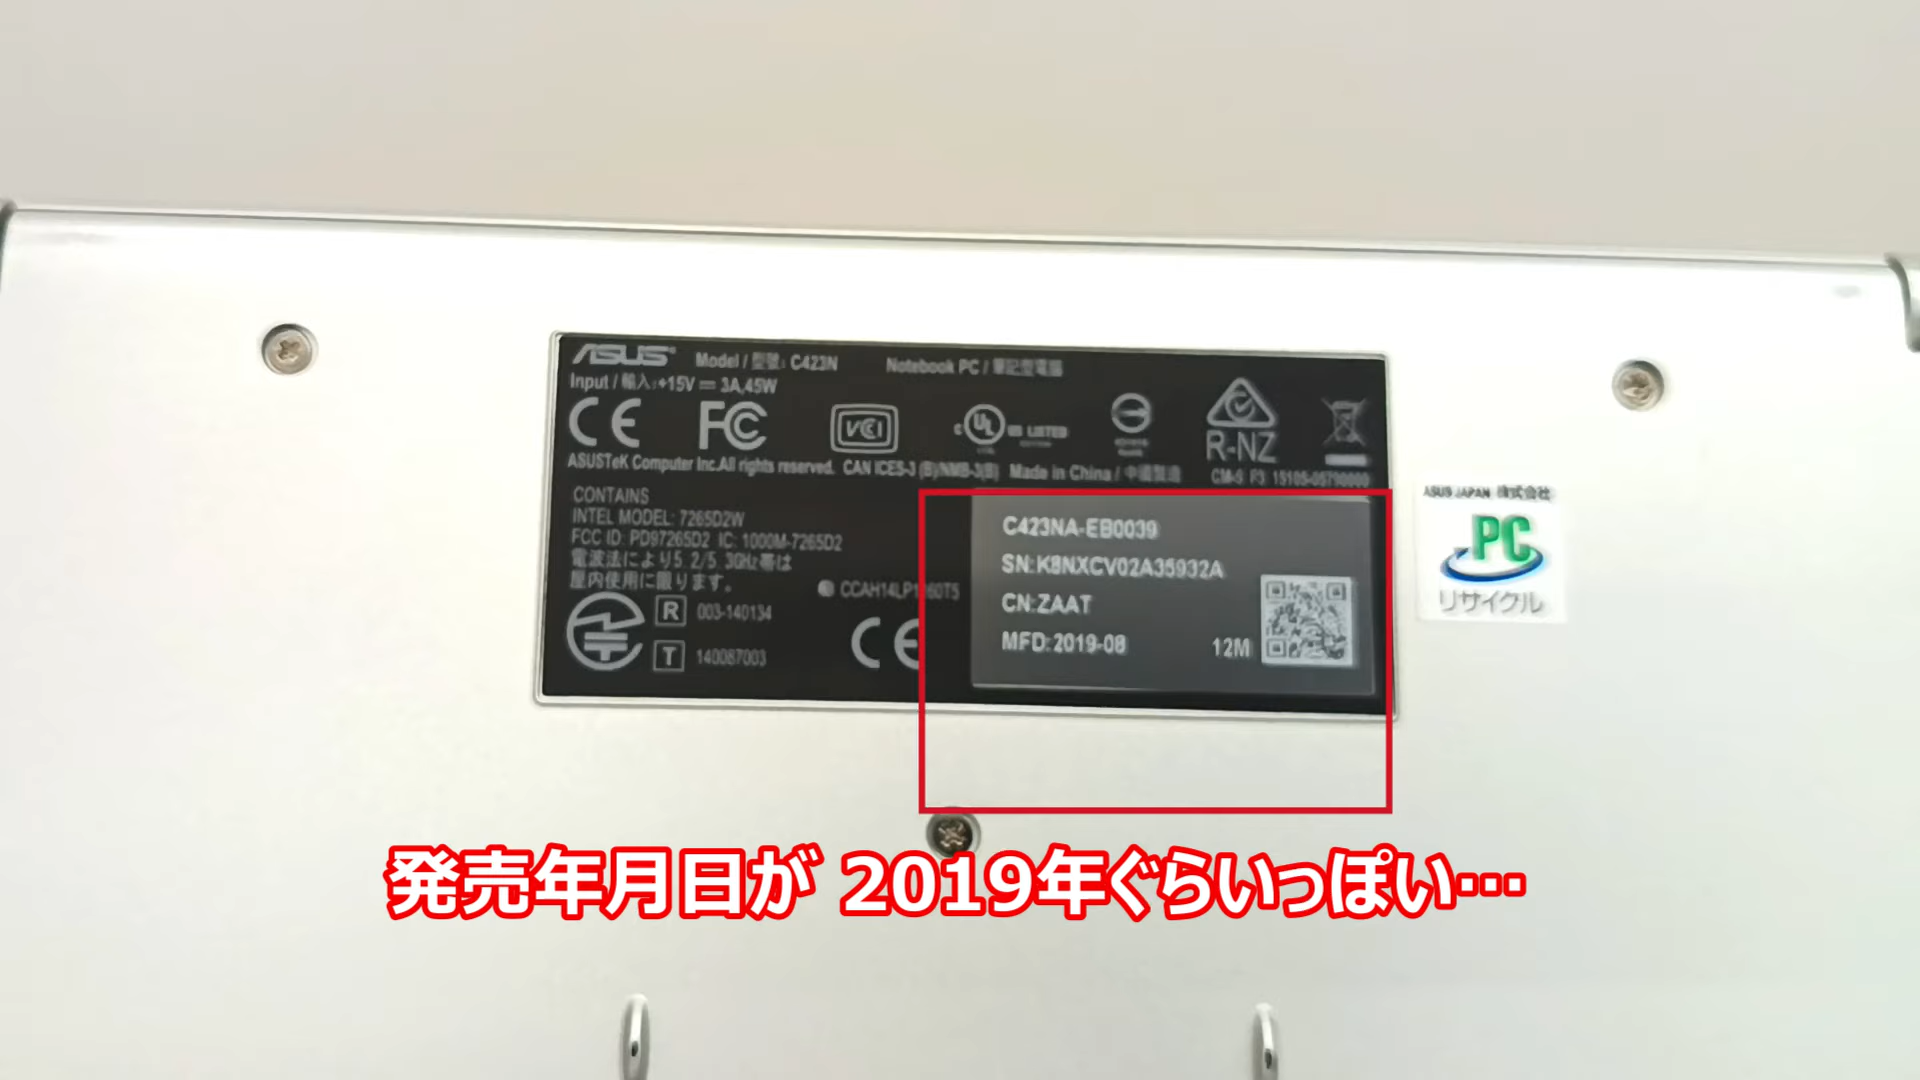 ASUS Model / 型號: C423N Notebook PC / 筆記型電腦
Input / 輸入:+15V ⎓ 3A,45W
CE FC VCI C UL US LISTED R-NZ
ASUSTeK Computer Inc.All rights reserved. CAN ICES-3 (B)/NMB-3(B) Made in China / 中國製造 CM-5 P3 15105-05790000
CONTAINS
INTEL MODEL: 7265D2W
FCC ID: PD97265D2 IC: 1000M-7265D2
電波法により5.2/5.3GHz帯は
屋内使用に限ります。
R 003-140134
T 140087003
CE
C423NA-EB0039
SN:K8NXCV02A35932A
CN:ZAAT
MFD:2019-08 12M
ASUS JAPAN 株式会社
PC
リサイクル
発売年月日が 2019年ぐらいっぽい…